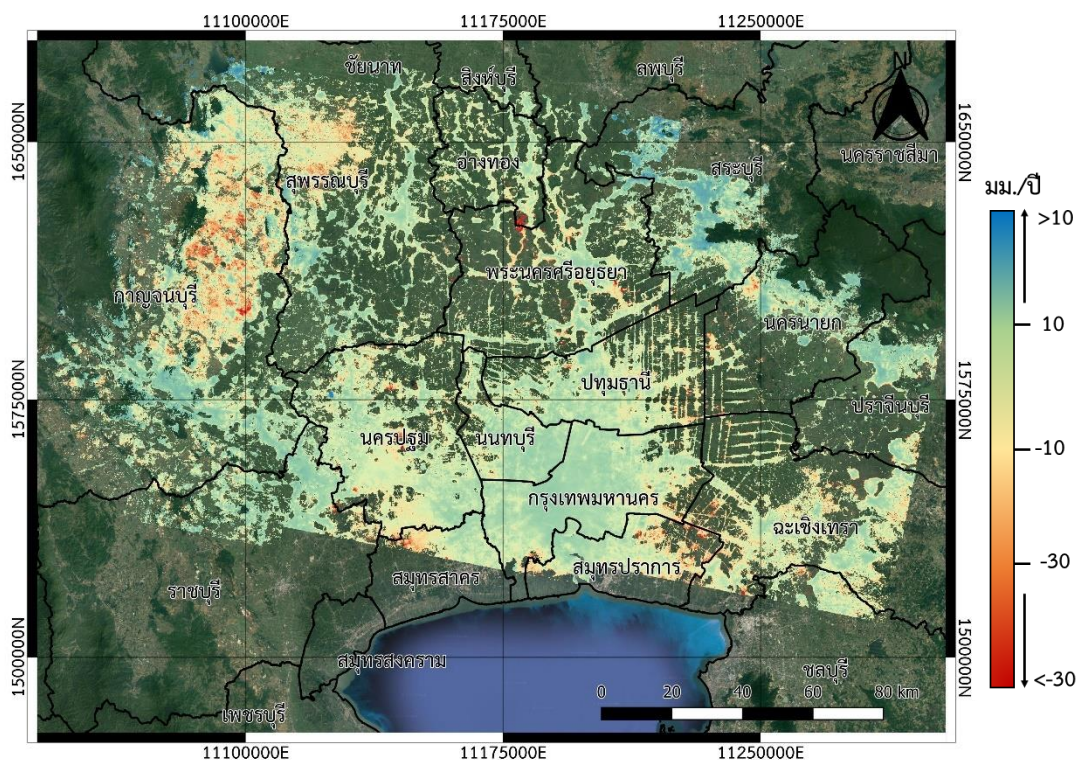 11100000E 11175000E 11250000E
ชัยนาท
สิงห์บุรี
ลพบุรี
N
1650000N
1650000N
นครราชสีมา
อ่างทอง
สระบุรี
สุพรรณบุรี
มม./ปี
>10
พระนครศรีอยุธยา
กาญจนบุรี
นครนายก
10
1575000N
1575000N
ปทุมธานี
ปราจีนบุรี
นครปฐม
นนทบุรี
-10
กรุงเทพมหานคร
ฉะเชิงเทรา
-30
สมุทรปราการ
สมุทรสาคร
ราชบุรี
1500000N
1500000N
สมุทรสงคราม
ชลบุรี
<-30
0 20 40 60 80 km
เพชรบุรี
11100000E 11175000E 11250000E